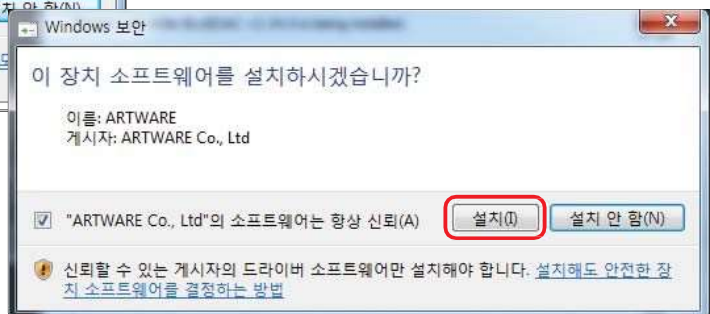 치 안 함(N)
Windows 보안
이 장치 소프트웨어를 설치하시겠습니까?
이름: ARTWARE
게시자: ARTWARE Co., Ltd
"ARTWARE Co., Ltd"의 소프트웨어는 항상 신뢰(A) 설치(I) 설치 안 함(N)
신뢰할 수 있는 게시자의 드라이버 소프트웨어만 설치해야 합니다. 설치해도 안전한 장
치 소프트웨어를 결정하는 방법